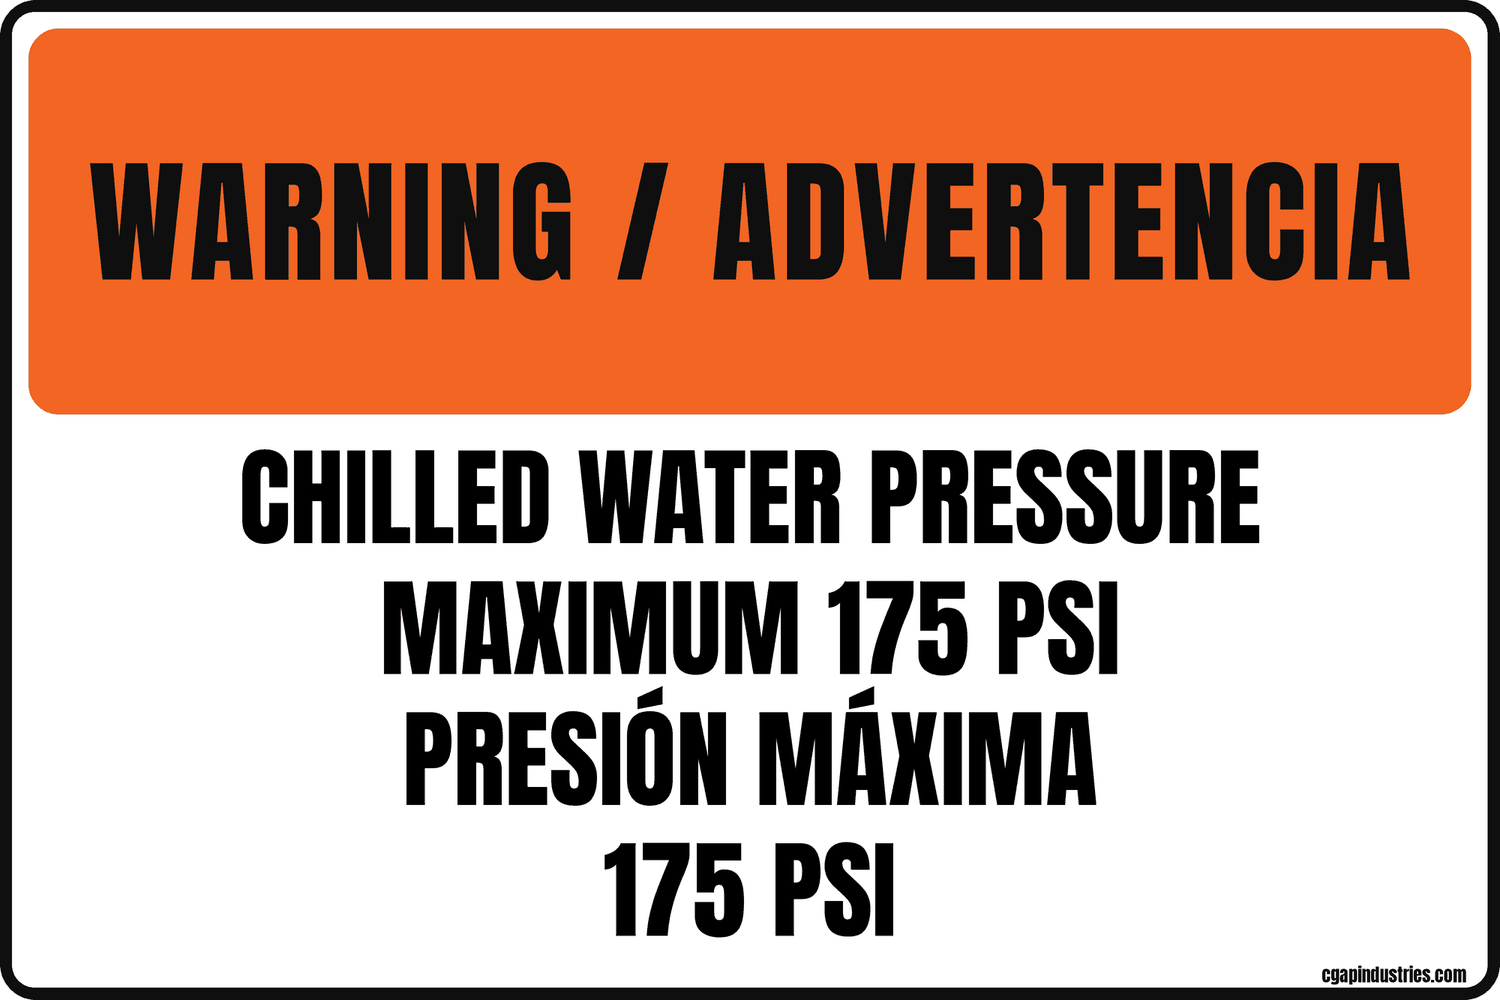 WARNING / ADVERTENCIA
CHILLED WATER PRESSURE
MAXIMUM 175 PSI
PRESIÓN MÁXIMA
175 PSI
cgapindustries.com